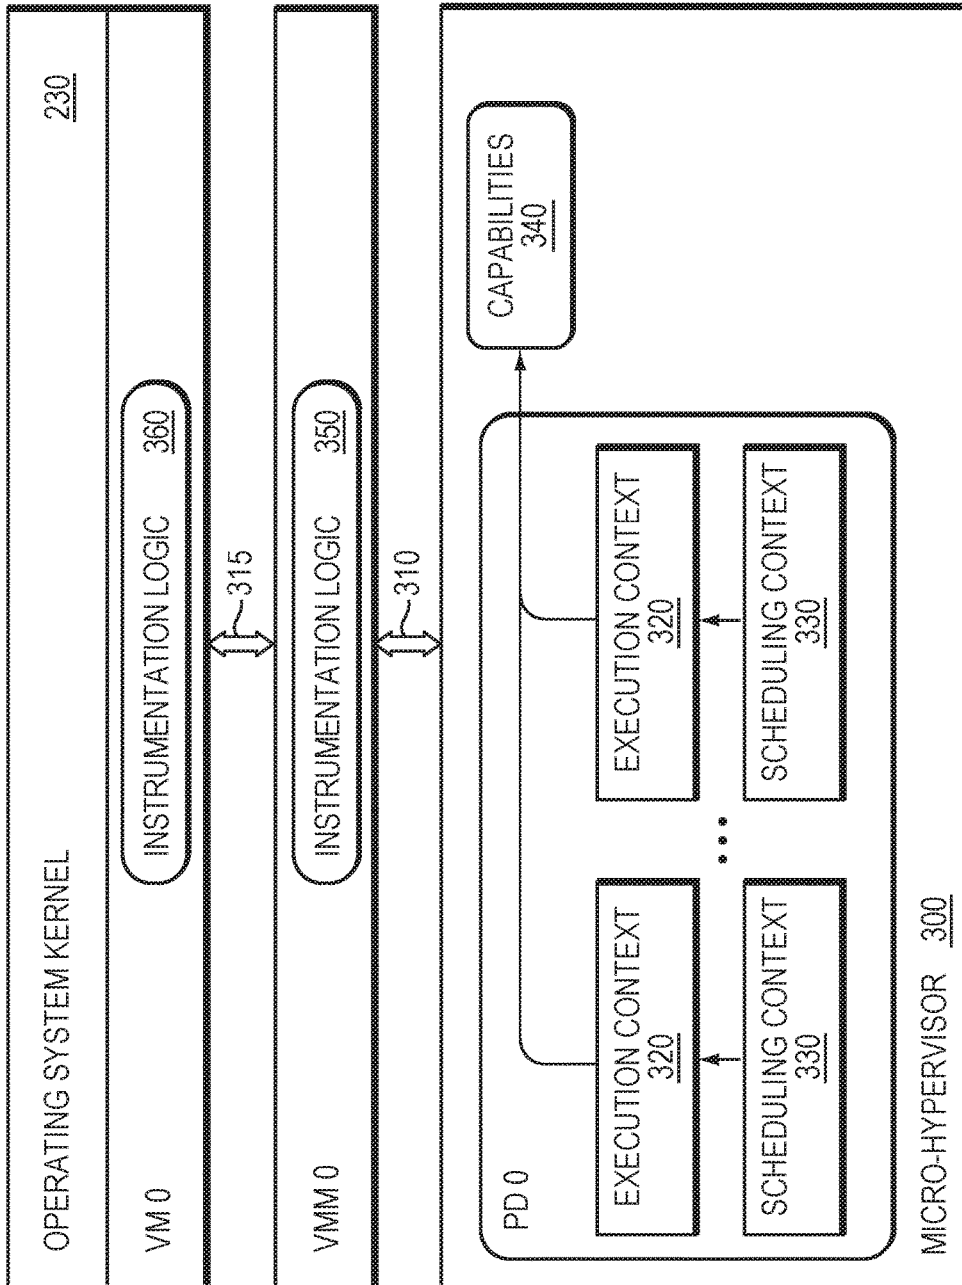 OPERATING SYSTEM KERNEL 230
VM 0
INSTRUMENTATION LOGIC 360
315
VMM 0
INSTRUMENTATION LOGIC 350
310
PD 0
CAPABILITIES
340
EXECUTION CONTEXT
320
EXECUTION CONTEXT
320
...
SCHEDULING CONTEXT
330
SCHEDULING CONTEXT
330
MICRO-HYPERVISOR 300